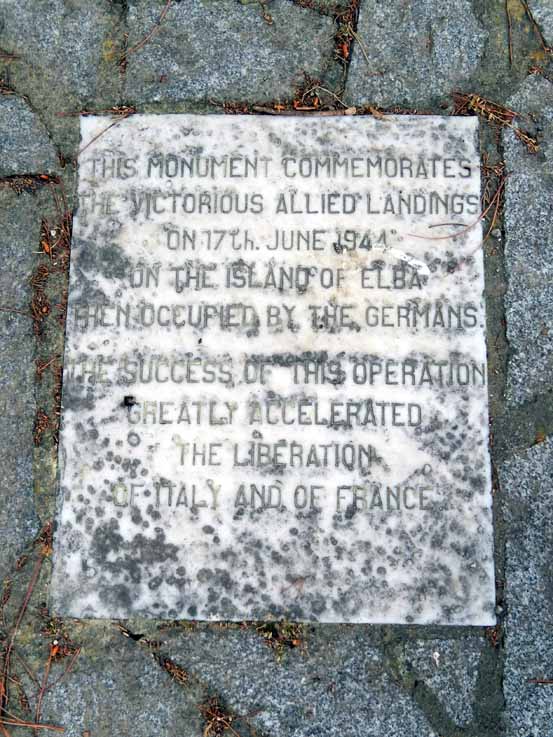 THIS MONUMENT COMMEMORATES
THE VICTORIOUS ALLIED LANDINGS
ON 17th. JUNE 1944
ON THE ISLAND OF ELBA
THEN OCCUPIED BY THE GERMANS.
THE SUCCESS OF THIS OPERATION
GREATLY ACCELERATED
THE LIBERATION
OF ITALY AND OF FRANCE